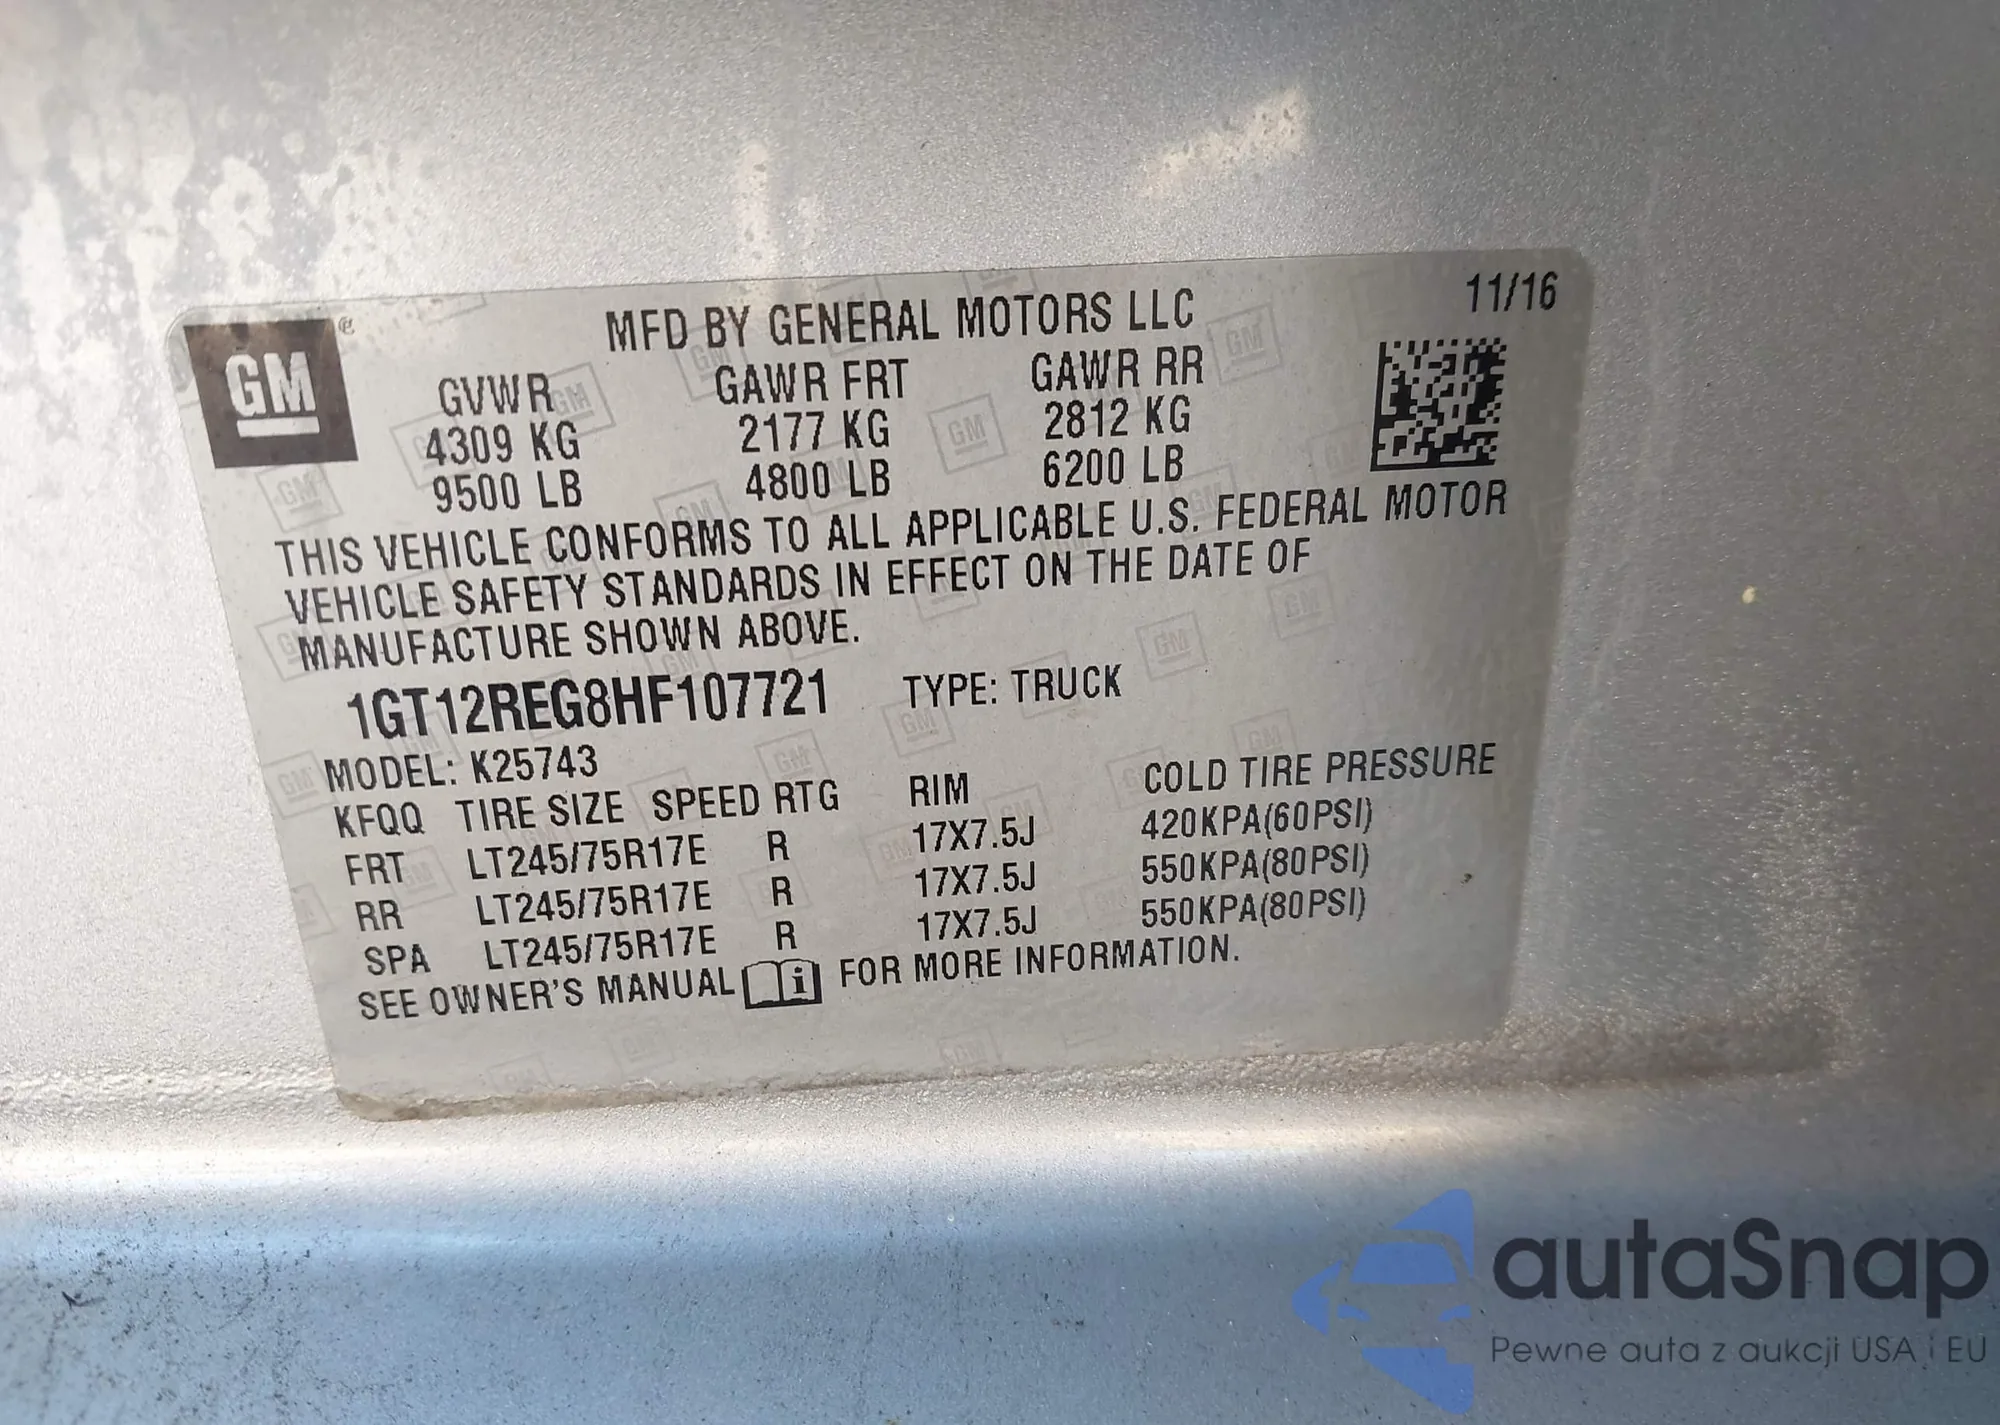 GM
MFD BY GENERAL MOTORS LLC 11/16
GVWR GAWR FRT GAWR RR
4309 KG 2177 KG 2812 KG
9500 LB 4800 LB 6200 LB
THIS VEHICLE CONFORMS TO ALL APPLICABLE U.S. FEDERAL MOTOR
VEHICLE SAFETY STANDARDS IN EFFECT ON THE DATE OF
MANUFACTURE SHOWN ABOVE.
1GT12REG8HF107721 TYPE: TRUCK
MODEL: K25743
KFQQ TIRE SIZE SPEED RTG RIM COLD TIRE PRESSURE
FRT LT245/75R17E R 17X7.5J 420KPA(60PSI)
RR LT245/75R17E R 17X7.5J 550KPA(80PSI)
SPA LT245/75R17E R 17X7.5J 550KPA(80PSI)
SEE OWNER'S MANUAL FOR MORE INFORMATION.
autaSnap
Pewne auta z aukcji USA i EU